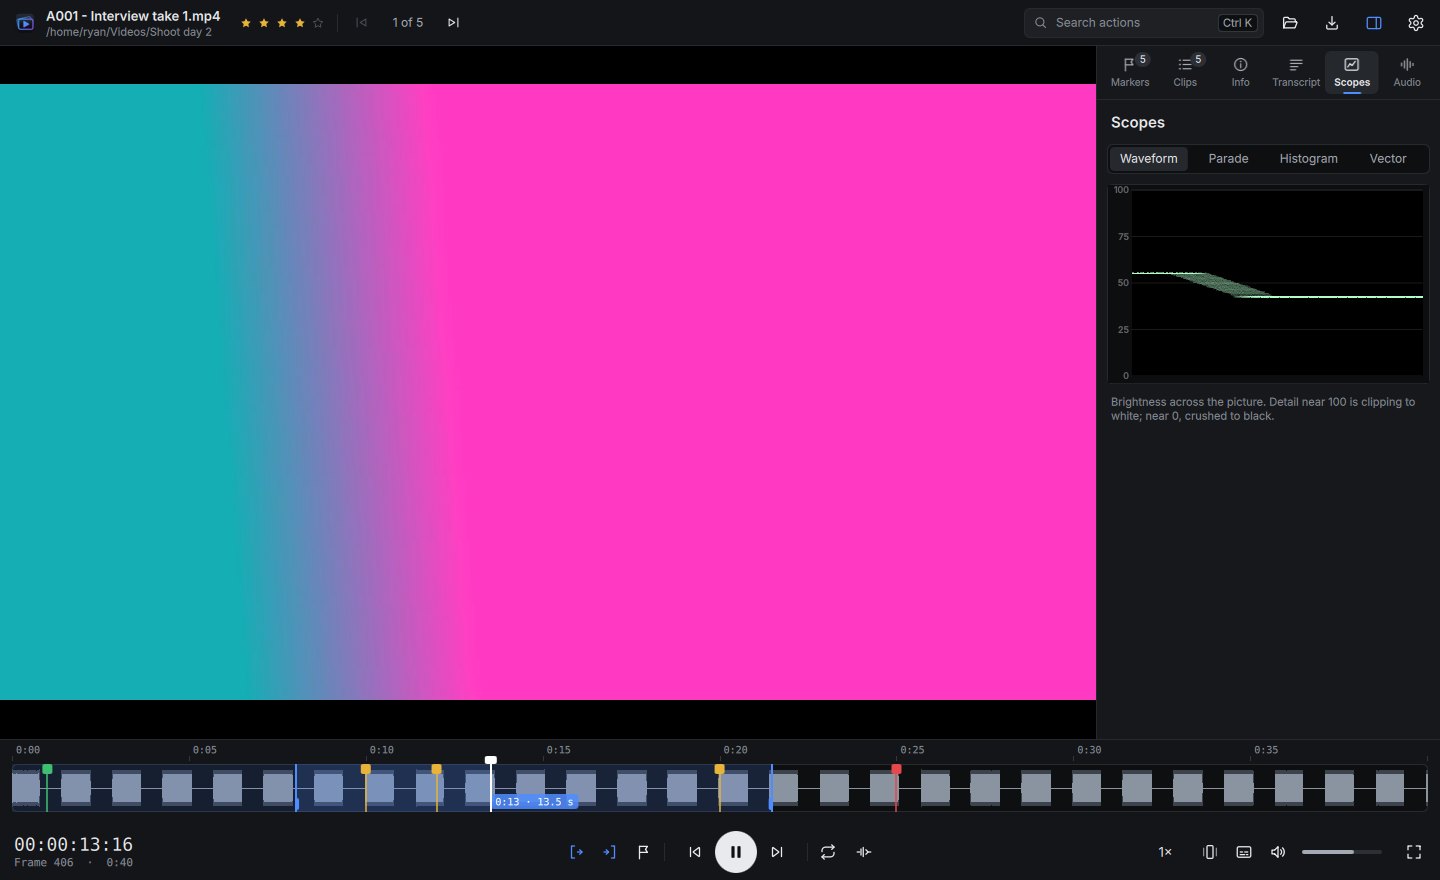 A001 - Interview take 1.mp4
/home/ryan/Videos/Shoot day 2
1 of 5
Search actions
Ctrl K
Markers 5
Clips 5
Info
Transcript
Scopes
Audio
Scopes
Waveform
Parade
Histogram
Vector
100
75
50
25
0
Brightness across the picture. Detail near 100 is clipping to
white; near 0, crushed to black.
0:00
0:05
0:10
0:15
0:20
0:25
0:30
0:35
0:13 · 13.5 s
00:00:13:16
Frame 406 · 0:40
1×